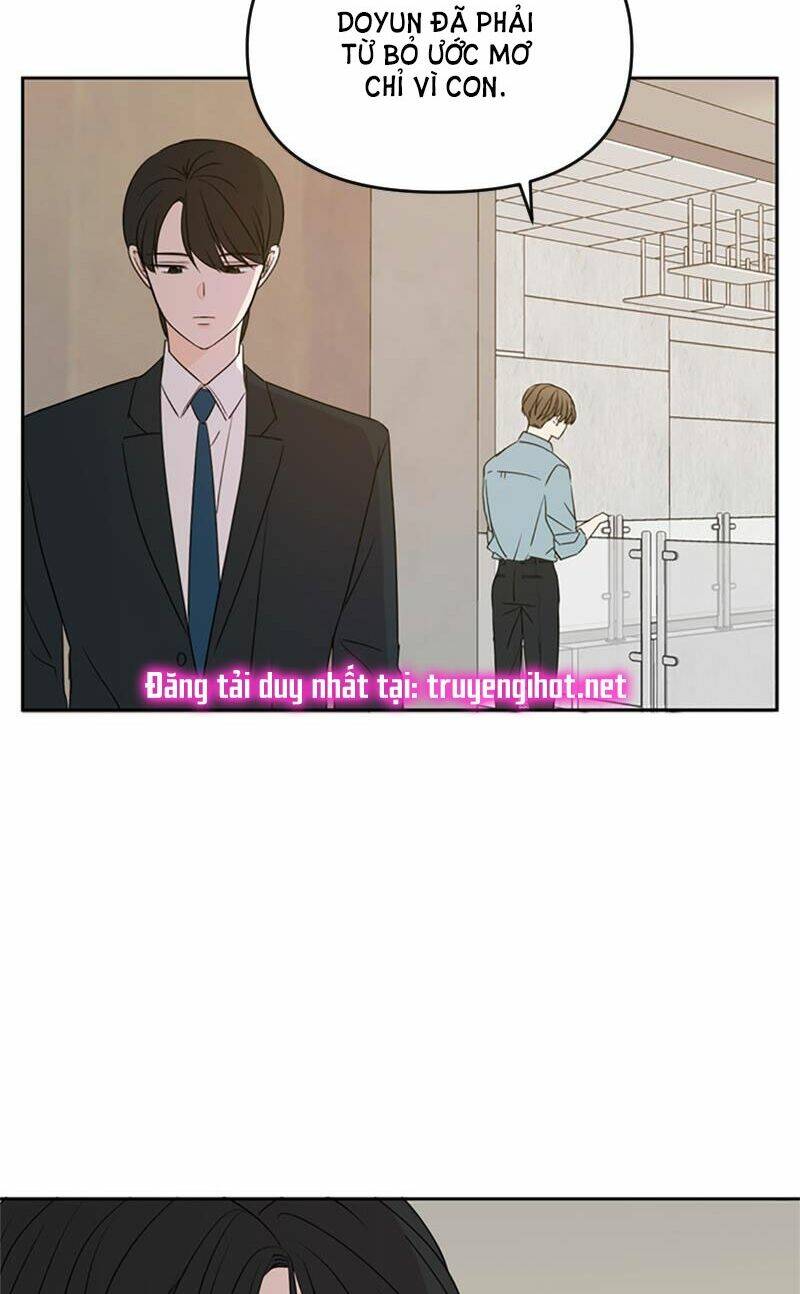 DOYUN ĐÃ PHẢI
TỪ BỎ ƯỚC MƠ
CHỈ VÌ CON.
Đăng tải duy nhất tại: truyengihot.net